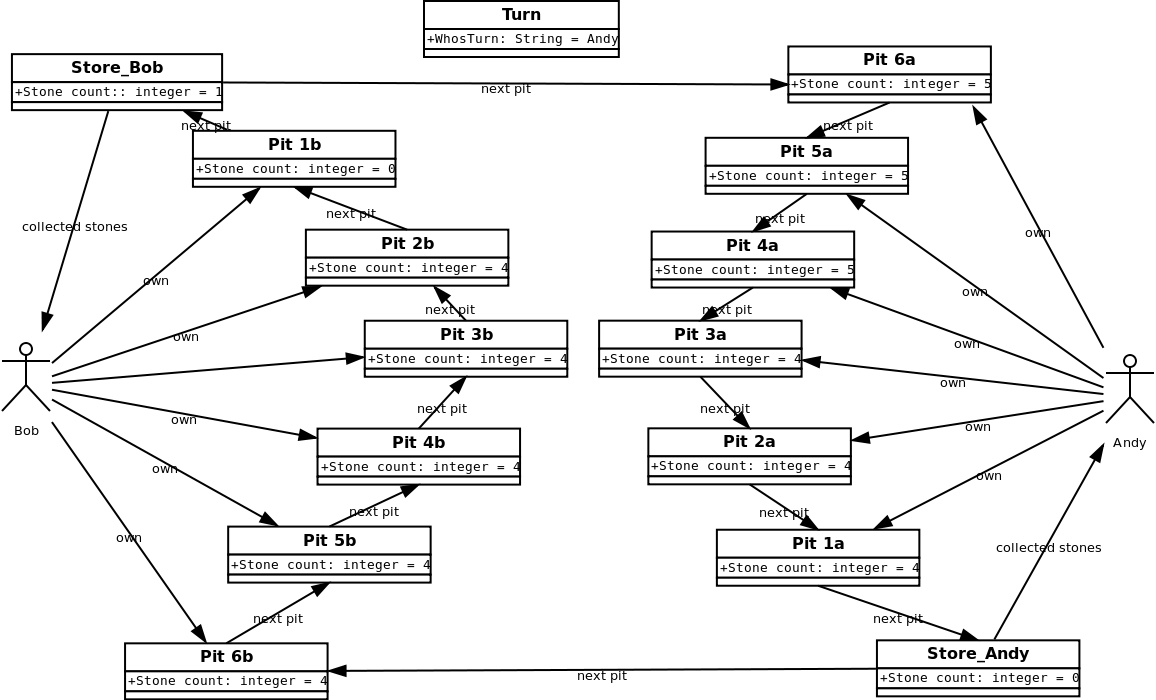 Turn
+WhosTurn: String = Andy
Store_Bob
+Stone count:: integer = 1
next pit
Pit 6a
+Stone count: integer = 5
next pit
next pit
Pit 1b
+Stone count: integer = 0
Pit 5a
+Stone count: integer = 5
next pit
next pit
collected stones
own
Pit 2b
+Stone count: integer = 4
Pit 4a
+Stone count: integer = 5
own
own
next pit
next pit
Pit 3b
+Stone count: integer = 4
Pit 3a
+Stone count: integer = 4
own
own
own
next pit
next pit
own
own
Bob
Andy
Pit 4b
+Stone count: integer = 4
Pit 2a
+Stone count: integer = 4
own
own
next pit
next pit
own
collected stones
Pit 5b
+Stone count: integer = 4
Pit 1a
+Stone count: integer = 4
next pit
next pit
Pit 6b
+Stone count: integer = 4
Store_Andy
+Stone count: integer = 0
next pit